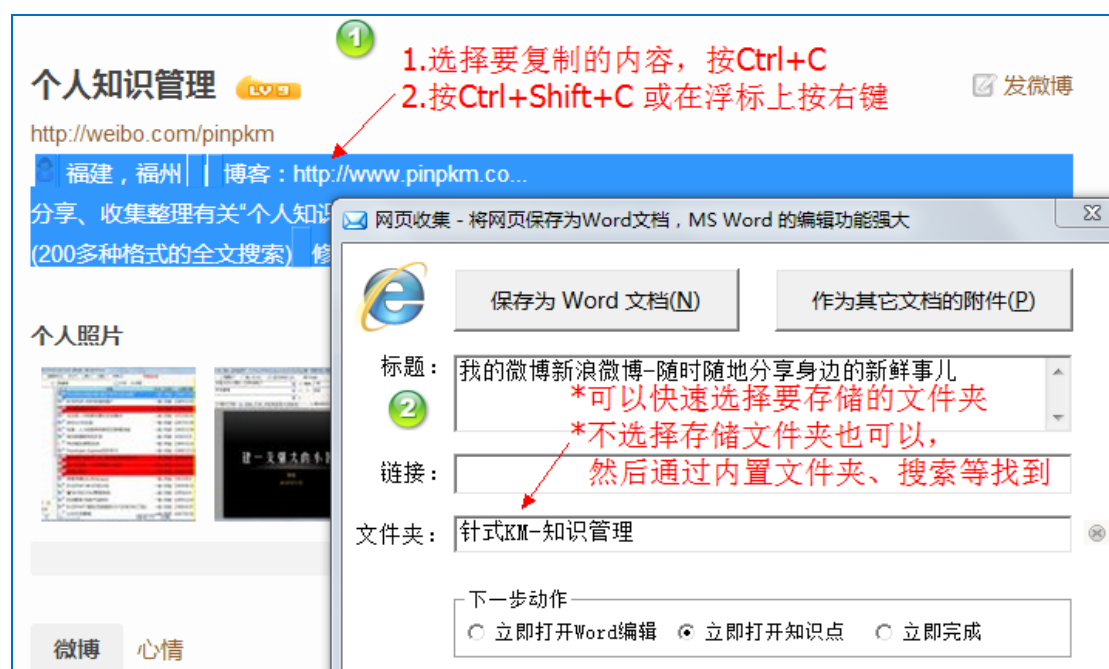 1
1.选择要复制的内容，按Ctrl+C
2.按Ctrl+Shift+C 或在浮标上按右键
个人知识管理 LV 9
发微博
http://weibo.com/pinpkm
福建，福州 | 博客：http://www.pinpkm.co...
分享、收集整理有关“个人知识
(200多种格式的全文搜索) 修
网页收集 - 将网页保存为Word文档，MS Word 的编辑功能强大
保存为 Word 文档(N)
作为其它文档的附件(P)
个人照片
标题：
我的微博新浪微博-随时随地分享身边的新鲜事儿
2
*可以快速选择要存储的文件夹
*不选择存储文件夹也可以，
链接：
然后通过内置文件夹、搜索等找到
文件夹：
针式KM-知识管理
下一步动作
立即打开Word编辑 立即打开知识点 立即完成
微博 心情